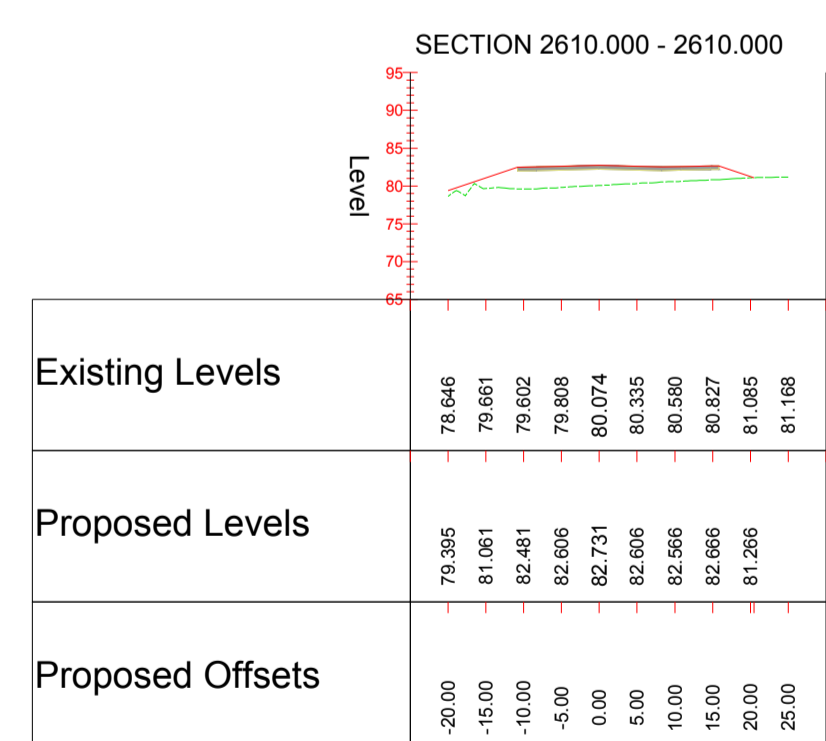 SECTION 2610.000 - 2610.000
95
90
85
80
75
70
65
Level
Existing Levels
78.646 79.661 79.602 79.808 80.074 80.335 80.580 80.827 81.085 81.168
Proposed Levels
79.395 81.061 82.481 82.606 82.731 82.606 82.566 82.666 81.266
Proposed Offsets
-20.00 -15.00 -10.00 -5.00 0.00 5.00 10.00 15.00 20.00 25.00